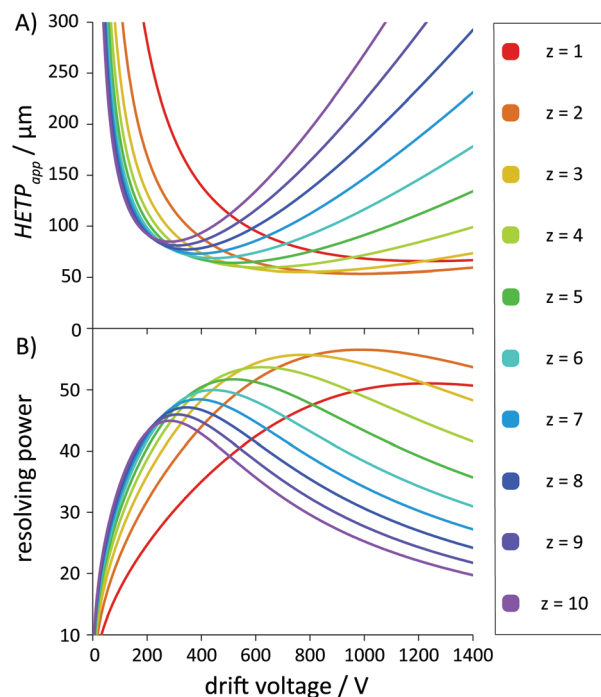 A)
300
250
200
150
100
50
0
HETPapp / µm
B)
50
40
30
20
10
resolving power
0 200 400 600 800 1000 1200 1400
drift voltage / V
z = 1
z = 2
z = 3
z = 4
z = 5
z = 6
z = 7
z = 8
z = 9
z = 10